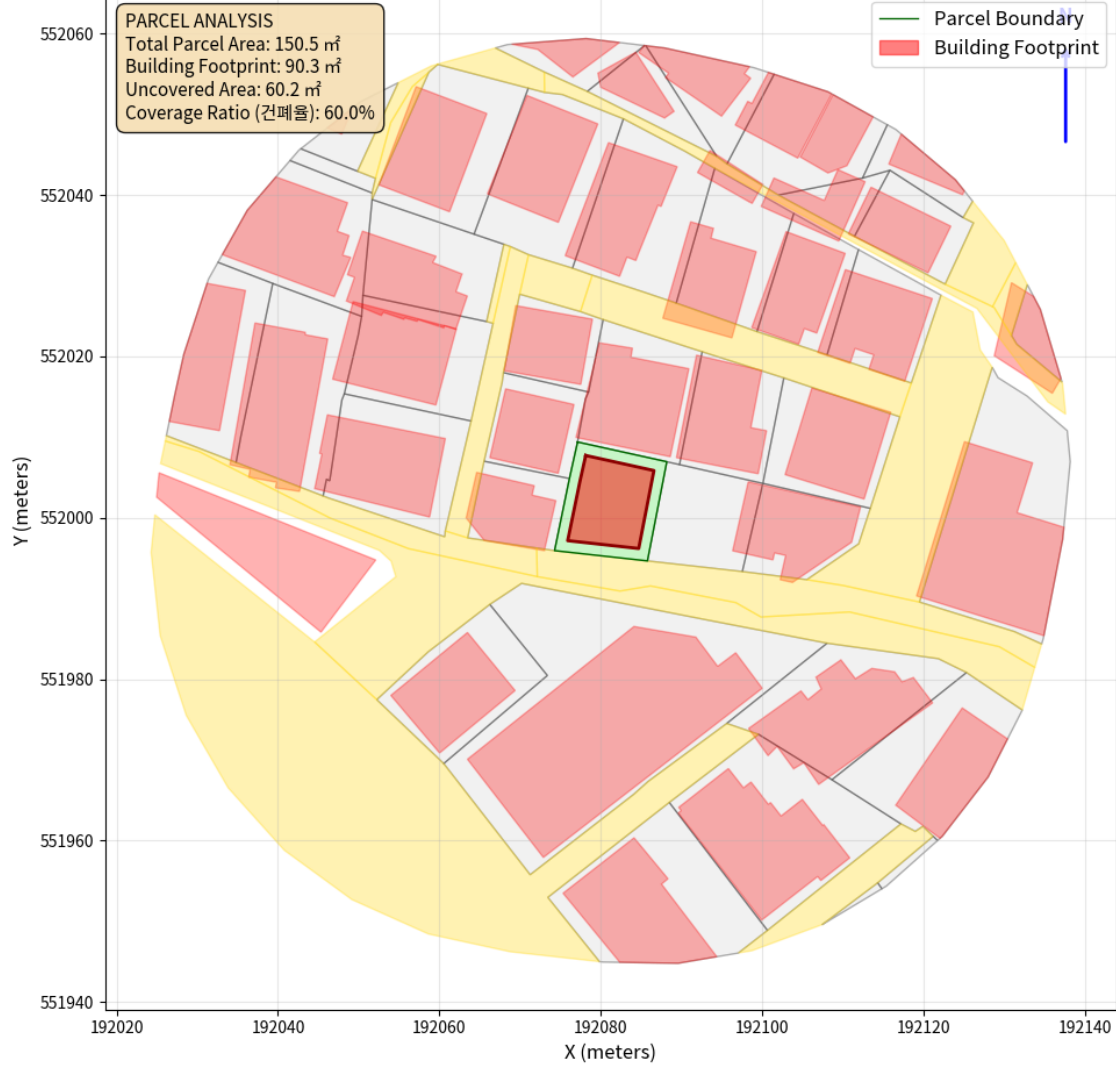 PARCEL ANALYSIS
Total Parcel Area: 150.5 ㎡
Building Footprint: 90.3 ㎡
Uncovered Area: 60.2 ㎡
Coverage Ratio (건폐율): 60.0%
N
Parcel Boundary
Building Footprint
552060
552040
552020
552000
551980
551960
551940
Y (meters)
192020
192040
192060
192080
192100
192120
192140
X (meters)